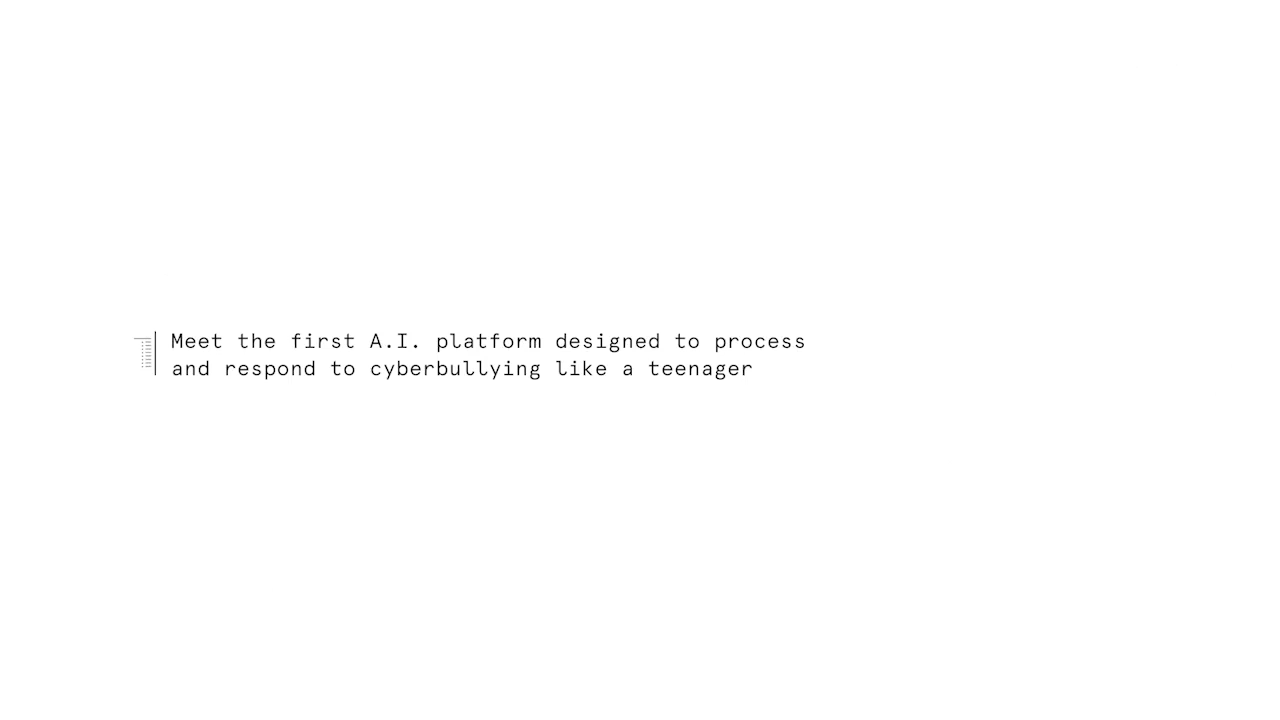 Meet the first A.I. platform designed to process
and respond to cyberbullying like a teenager